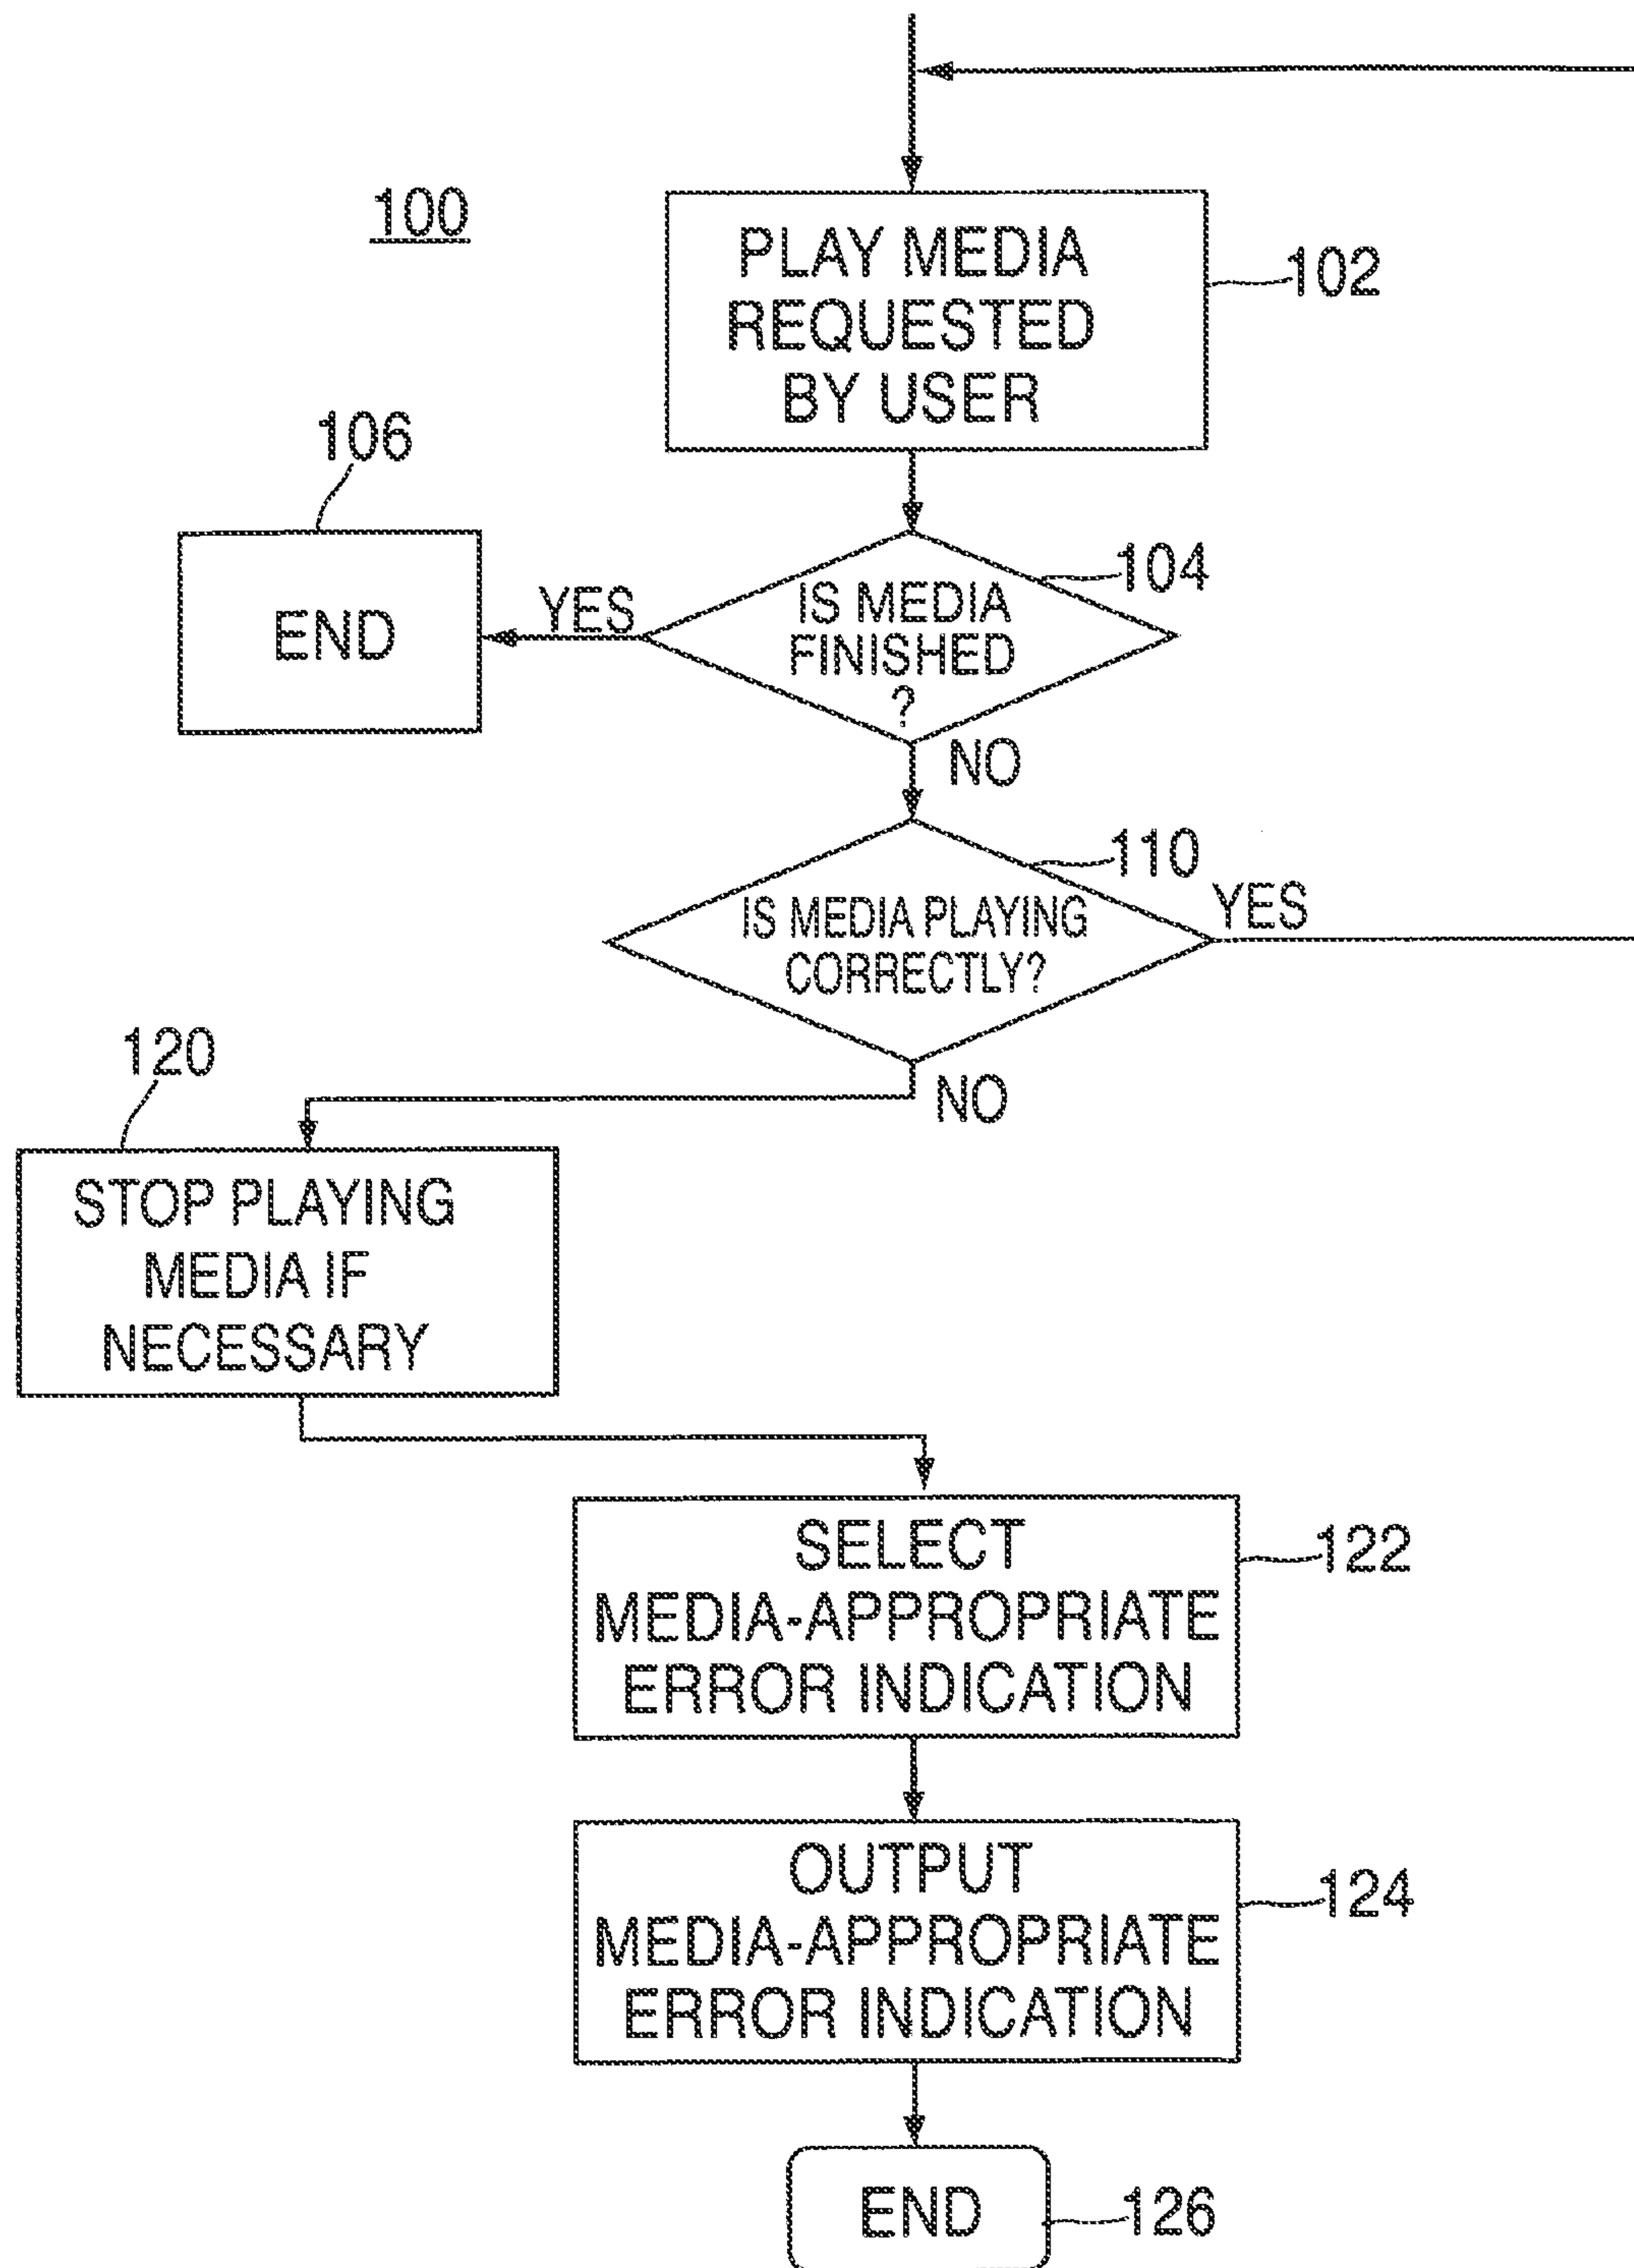 100
PLAY MEDIA
REQUESTED
BY USER
102
106
END
YES
104
IS MEDIA
FINISHED
?
NO
110
IS MEDIA PLAYING
CORRECTLY?
YES
NO
120
STOP PLAYING
MEDIA IF
NECESSARY
SELECT
MEDIA-APPROPRIATE
ERROR INDICATION
122
OUTPUT
MEDIA-APPROPRIATE
ERROR INDICATION
124
END
126